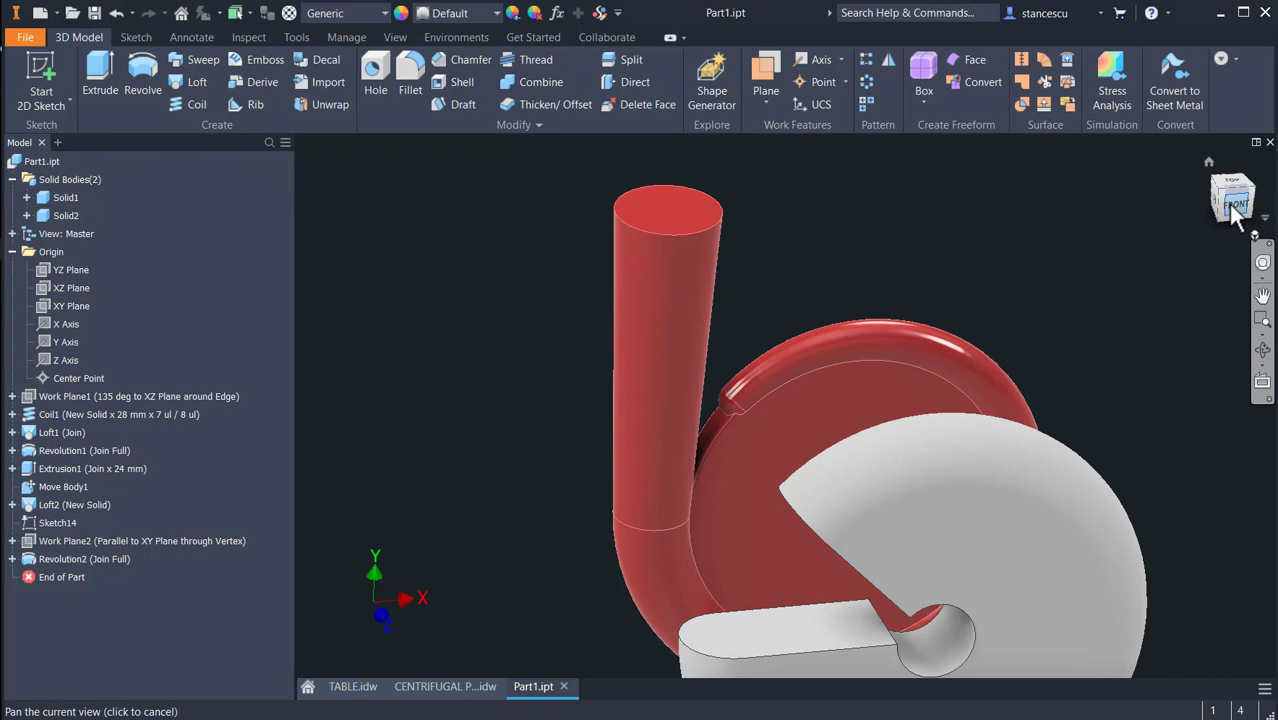 Generic
Default
Part1.ipt
Search Help & Commands...
stancescu
File
3D Model
Sketch
Annotate
Inspect
Tools
Manage
View
Environments
Get Started
Collaborate
Start
2D Sketch
Extrude
Revolve
Sweep
Loft
Coil
Emboss
Derive
Rib
Decal
Import
Unwrap
Hole
Fillet
Chamfer
Shell
Draft
Thread
Combine
Thicken/ Offset
Split
Direct
Delete Face
Shape
Generator
Plane
Axis
Point
UCS
Box
Face
Convert
Stress
Analysis
Convert to
Sheet Metal
Sketch
Create
Modify
Explore
Work Features
Pattern
Create Freeform
Surface
Simulation
Convert
Model
Part1.ipt
Solid Bodies(2)
Solid1
Solid2
View: Master
Origin
YZ Plane
XZ Plane
XY Plane
X Axis
Y Axis
Z Axis
Center Point
Work Plane1 (135 deg to XZ Plane around Edge)
Coil1 (New Solid x 28 mm x 7 ul / 8 ul)
Loft1 (Join)
Revolution1 (Join Full)
Extrusion1 (Join x 24 mm)
Move Body1
Loft2 (New Solid)
Sketch14
Work Plane2 (Parallel to XY Plane through Vertex)
Revolution2 (Join Full)
End of Part
TOP
FRONT
Y
X
Z
TABLE.idw
CENTRIFUGAL P...idw
Part1.ipt
Pan the current view (click to cancel)
1
4